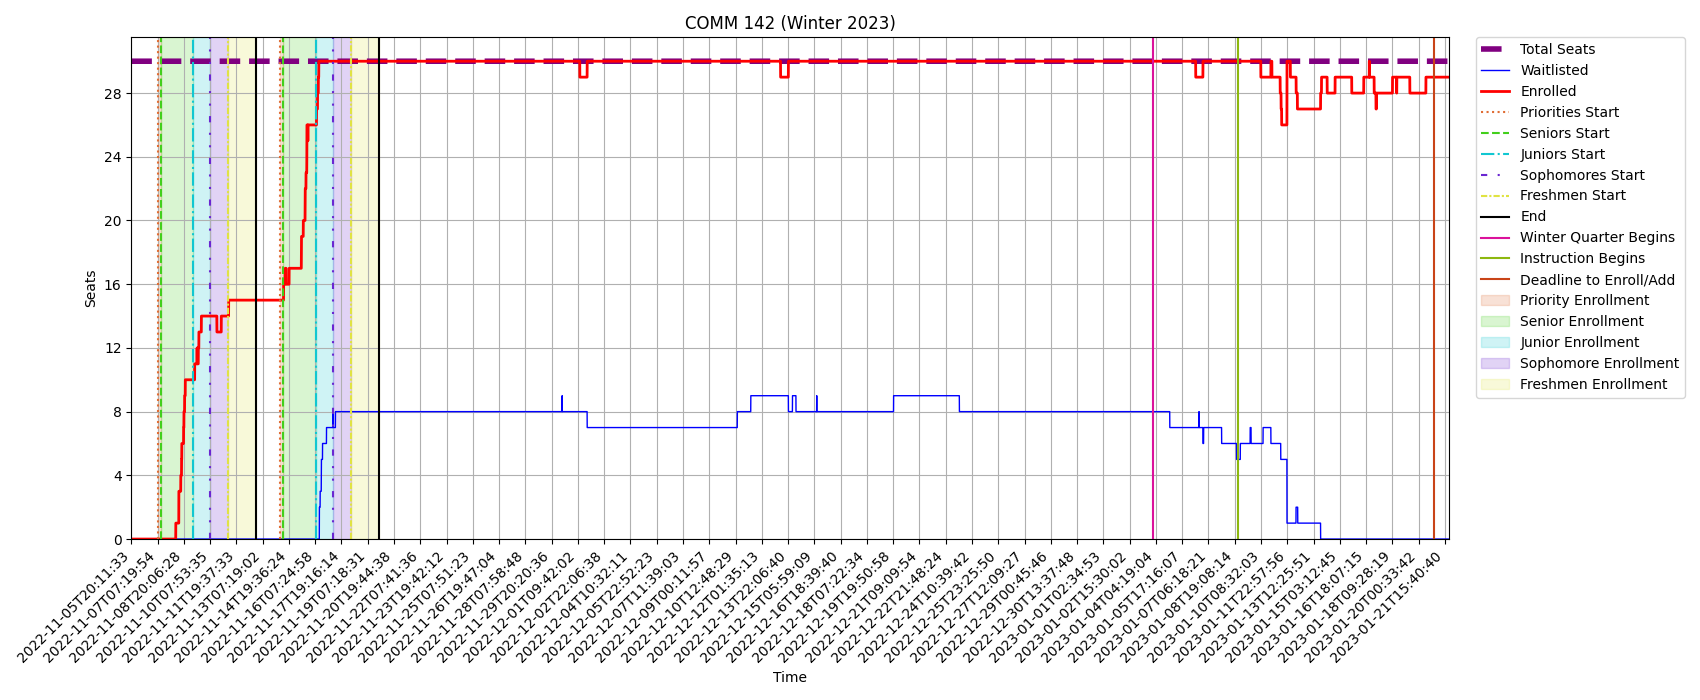 COMM 142 (Winter 2023)
Seats
28
24
20
16
12
8
4
0
2022-11-05T20:11:33
2022-11-07T07:19:54
2022-11-08T20:06:28
2022-11-10T07:53:35
2022-11-11T19:37:33
2022-11-13T07:19:02
2022-11-14T19:36:24
2022-11-16T07:24:58
2022-11-17T19:16:14
2022-11-19T07:18:31
2022-11-20T19:44:38
2022-11-22T07:41:36
2022-11-23T19:42:12
2022-11-25T07:51:23
2022-11-26T19:47:04
2022-11-28T07:58:48
2022-11-29T20:20:36
2022-12-01T09:42:02
2022-12-02T22:06:38
2022-12-04T10:32:11
2022-12-05T22:52:23
2022-12-07T11:39:03
2022-12-09T00:11:57
2022-12-10T12:48:29
2022-12-12T01:35:13
2022-12-13T22:06:40
2022-12-15T05:59:09
2022-12-16T18:39:40
2022-12-18T07:22:34
2022-12-19T19:50:58
2022-12-21T09:19:54
2022-12-22T21:48:24
2022-12-24T10:39:42
2022-12-25T23:25:50
2022-12-27T12:09:27
2022-12-29T00:45:46
2022-12-30T13:37:48
2023-01-01T02:34:53
2023-01-02T15:30:02
2023-01-04T04:19:04
2023-01-05T17:16:07
2023-01-07T06:18:21
2023-01-08T19:08:14
2023-01-10T08:32:03
2023-01-11T22:57:56
2023-01-13T12:25:51
2023-01-15T03:12:45
2023-01-16T18:07:15
2023-01-18T09:28:19
2023-01-20T00:33:42
2023-01-21T15:40:40
Time
Total Seats
Waitlisted
Enrolled
Priorities Start
Seniors Start
Juniors Start
Sophomores Start
Freshmen Start
End
Winter Quarter Begins
Instruction Begins
Deadline to Enroll/Add
Priority Enrollment
Senior Enrollment
Junior Enrollment
Sophomore Enrollment
Freshmen Enrollment